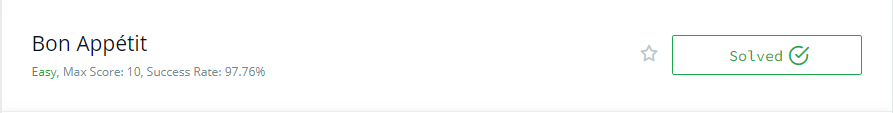 Bon Appétit
Solved
Easy, Max Score: 10, Success Rate: 97.76%